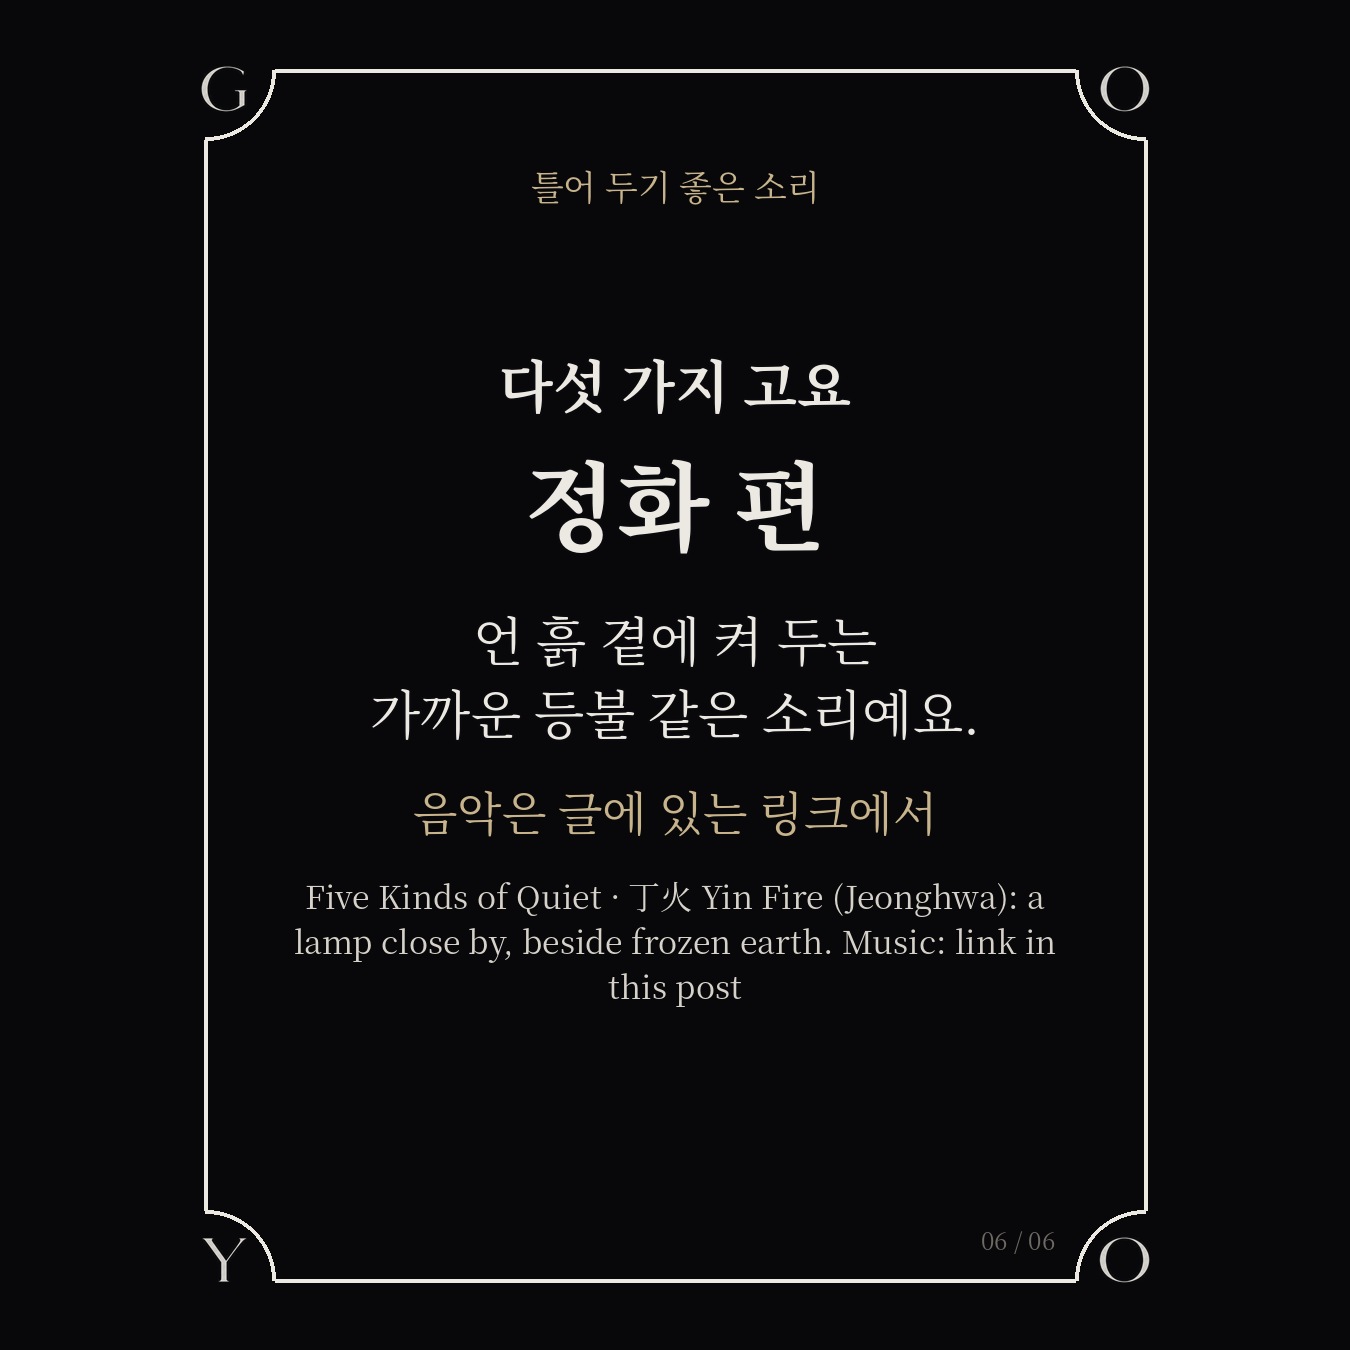 G O
틀어 두기 좋은 소리
다섯 가지 고요
정화 편
언 흙 곁에 켜 두는
가까운 등불 같은 소리예요.
음악은 글에 있는 링크에서
Five Kinds of Quiet · 丁火 Yin Fire (Jeonghwa): a
lamp close by, beside frozen earth. Music: link in
this post
06 / 06
Y O